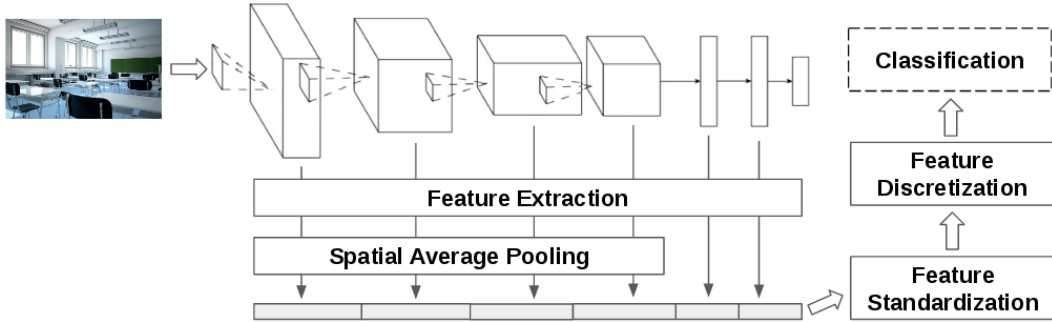 Classification
Feature
Discretization
Feature Extraction
Spatial Average Pooling
Feature
Standardization